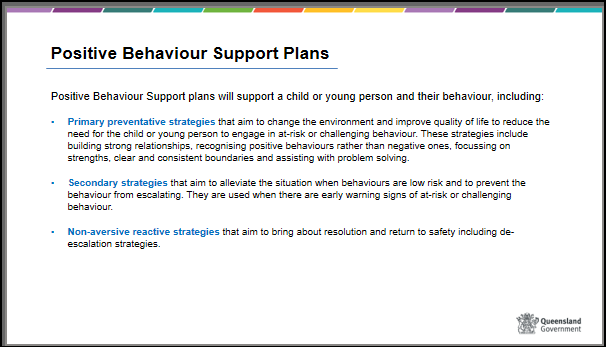 Positive Behaviour Support Plans
Positive Behaviour Support plans will support a child or young person and their behaviour, including:
• Primary preventative strategies that aim to change the environment and improve quality of life to reduce the
need for the child or young person to engage in at-risk or challenging behaviour. These strategies include
building strong relationships, recognising positive behaviours rather than negative ones, focussing on
strengths, clear and consistent boundaries and assisting with problem solving.
• Secondary strategies that aim to alleviate the situation when behaviours are low risk and to prevent the
behaviour from escalating. They are used when there are early warning signs of at-risk or challenging
behaviour.
• Non-aversive reactive strategies that aim to bring about resolution and return to safety including de-
escalation strategies.
Queensland
Government